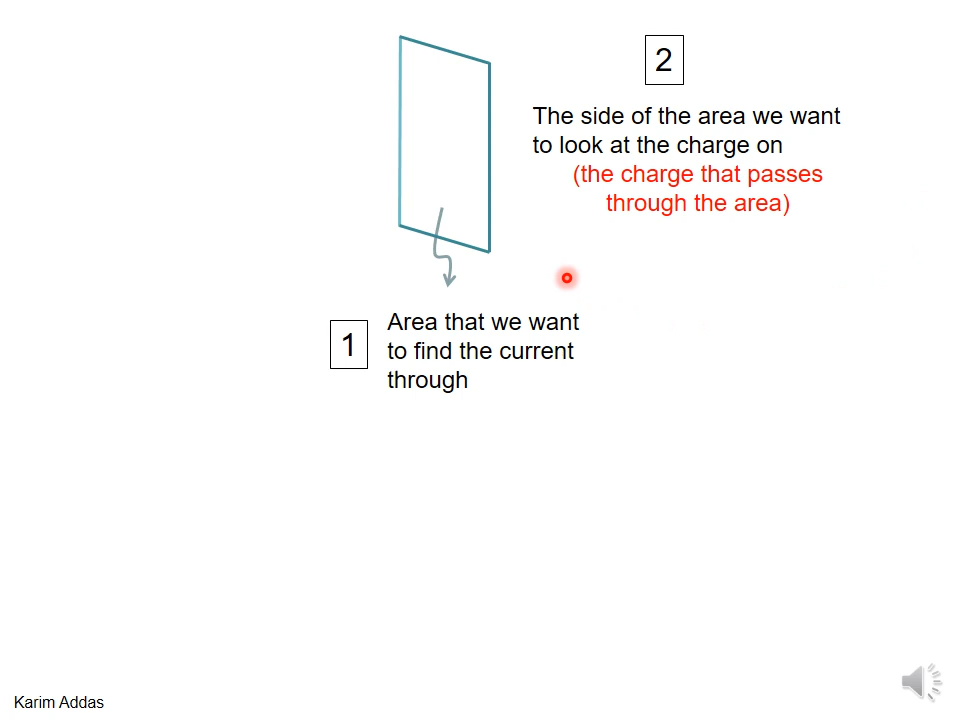 2
The side of the area we want
to look at the charge on
(the charge that passes
through the area)
1
Area that we want
to find the current
through
Karim Addas